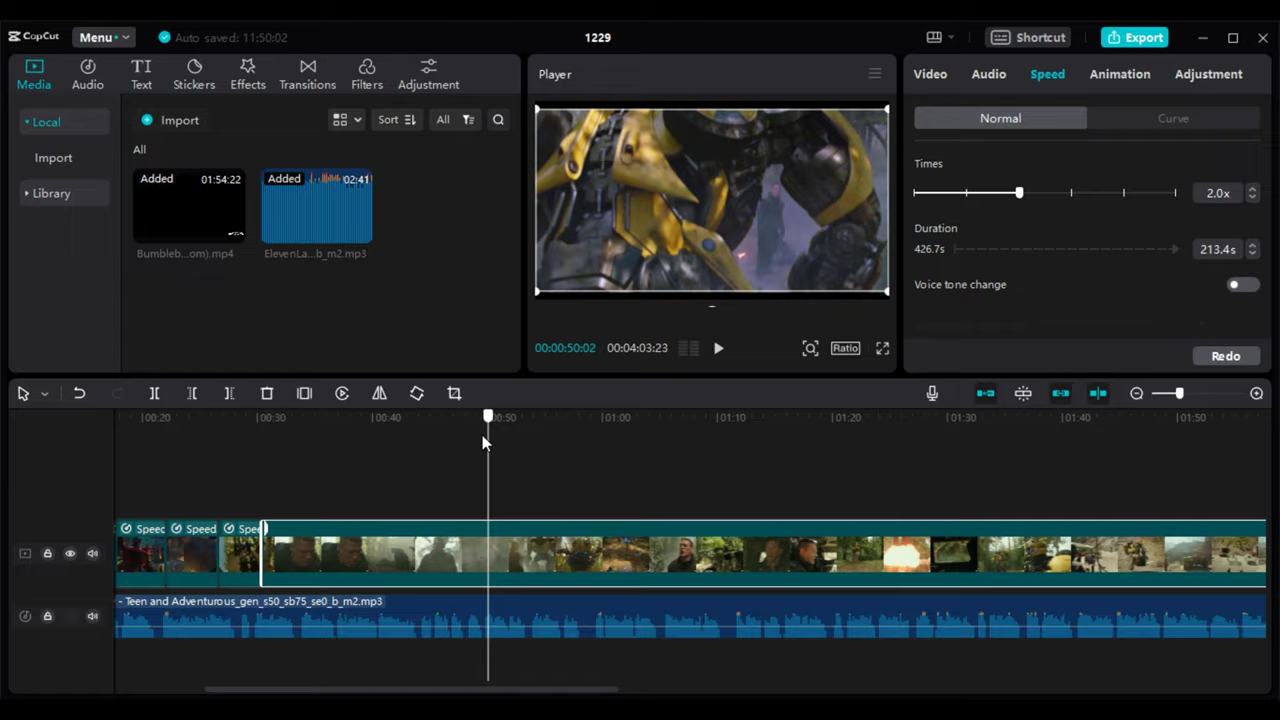 CapCut Menu Auto saved: 11:50:02 1229 Shortcut Export
Media Audio Text Stickers Effects Transitions Filters Adjustment
Local
Import
Library
Import Sort All
All
Added 01:54:22
Bumbleb...om).mp4
Added 02:41
ElevenLa...b_m2.mp3
Player
00:00:50:02 00:04:03:23 Ratio
Video Audio Speed Animation Adjustment
Normal Curve
Times
2.0x
Duration
426.7s 213.4s
Voice tone change
Redo
00:20 00:30 00:40 00:50 01:00 01:10 01:20 01:30 01:40 01:50
Speed Speed Spee
- Teen and Adventurous_gen_s50_sb75_se0_b_m2.mp3